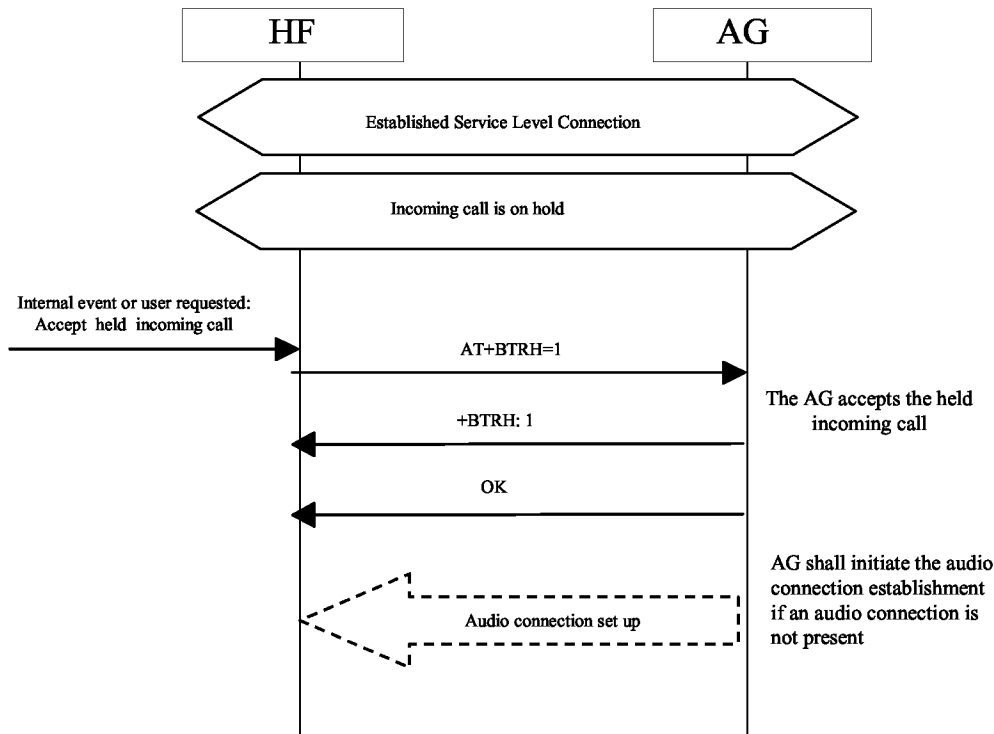 HF
AG
Established Service Level Connection
Incoming call is on hold
Internal event or user requested:
Accept held incoming call
AT+BTRH=1
The AG accepts the held
incoming call
+BTRH: 1
OK
AG shall initiate the audio
connection establishment
if an audio connection is
not present
Audio connection set up